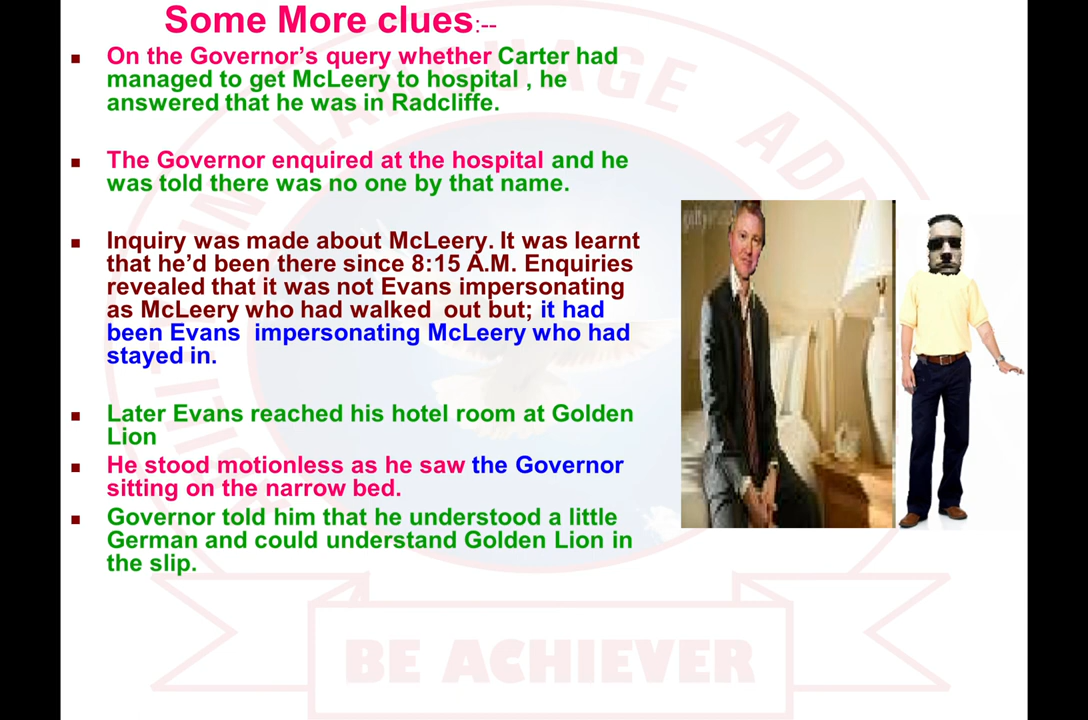 Some More clues:--
■ On the Governor's query whether Carter had
managed to get McLeery to hospital , he
answered that he was in Radcliffe.
■ The Governor enquired at the hospital and he
was told there was no one by that name.
■ Inquiry was made about McLeery. It was learnt
that he'd been there since 8:15 A.M. Enquiries
revealed that it was not Evans impersonating
as McLeery who had walked out but; it had
been Evans impersonating McLeery who had
stayed in.
■ Later Evans reached his hotel room at Golden
Lion
■ He stood motionless as he saw the Governor
sitting on the narrow bed.
■ Governor told him that he understood a little
German and could understand Golden Lion in
the slip.
BE ACHIEVER